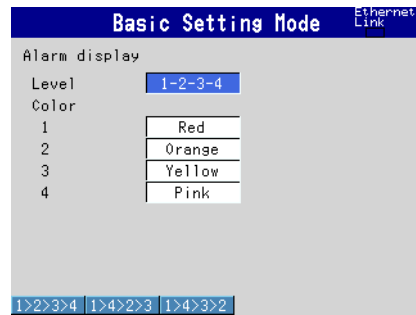 Basic Setting Mode
Ethernet
Link
Alarm display
Level 1-2-3-4
Color
1 Red
2 Orange
3 Yellow
4 Pink
1>2>3>4 1>4>2>3 1>4>3>2